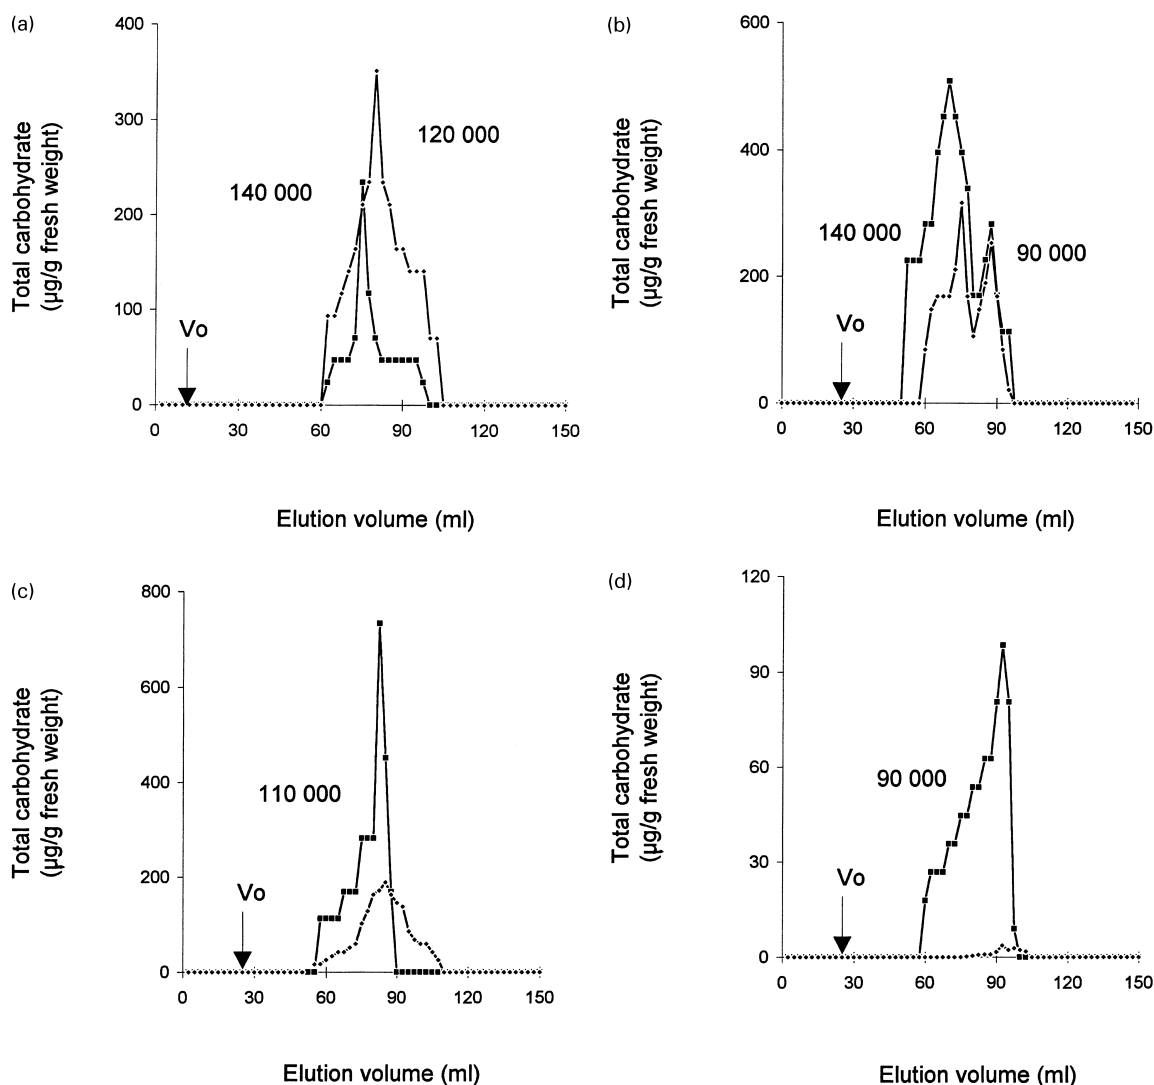 (a)
400
300
200
100
0
0 30 60 90 120 150
Total carbohydrate
(µg/g fresh weight)
140 000
120 000
Vo
Elution volume (ml)
(b)
600
400
200
0
0 30 60 90 120 150
Total carbohydrate
(µg/g fresh weight)
140 000
90 000
Vo
Elution volume (ml)
(c)
800
600
400
200
0
0 30 60 90 120 150
Total carbohydrate
(µg/g fresh weight)
110 000
Vo
Elution volume (ml)
(d)
120
90
60
30
0
0 30 60 90 120 150
Total carbohydrate
(µg/g fresh weight)
90 000
Vo
Elution volume (ml)